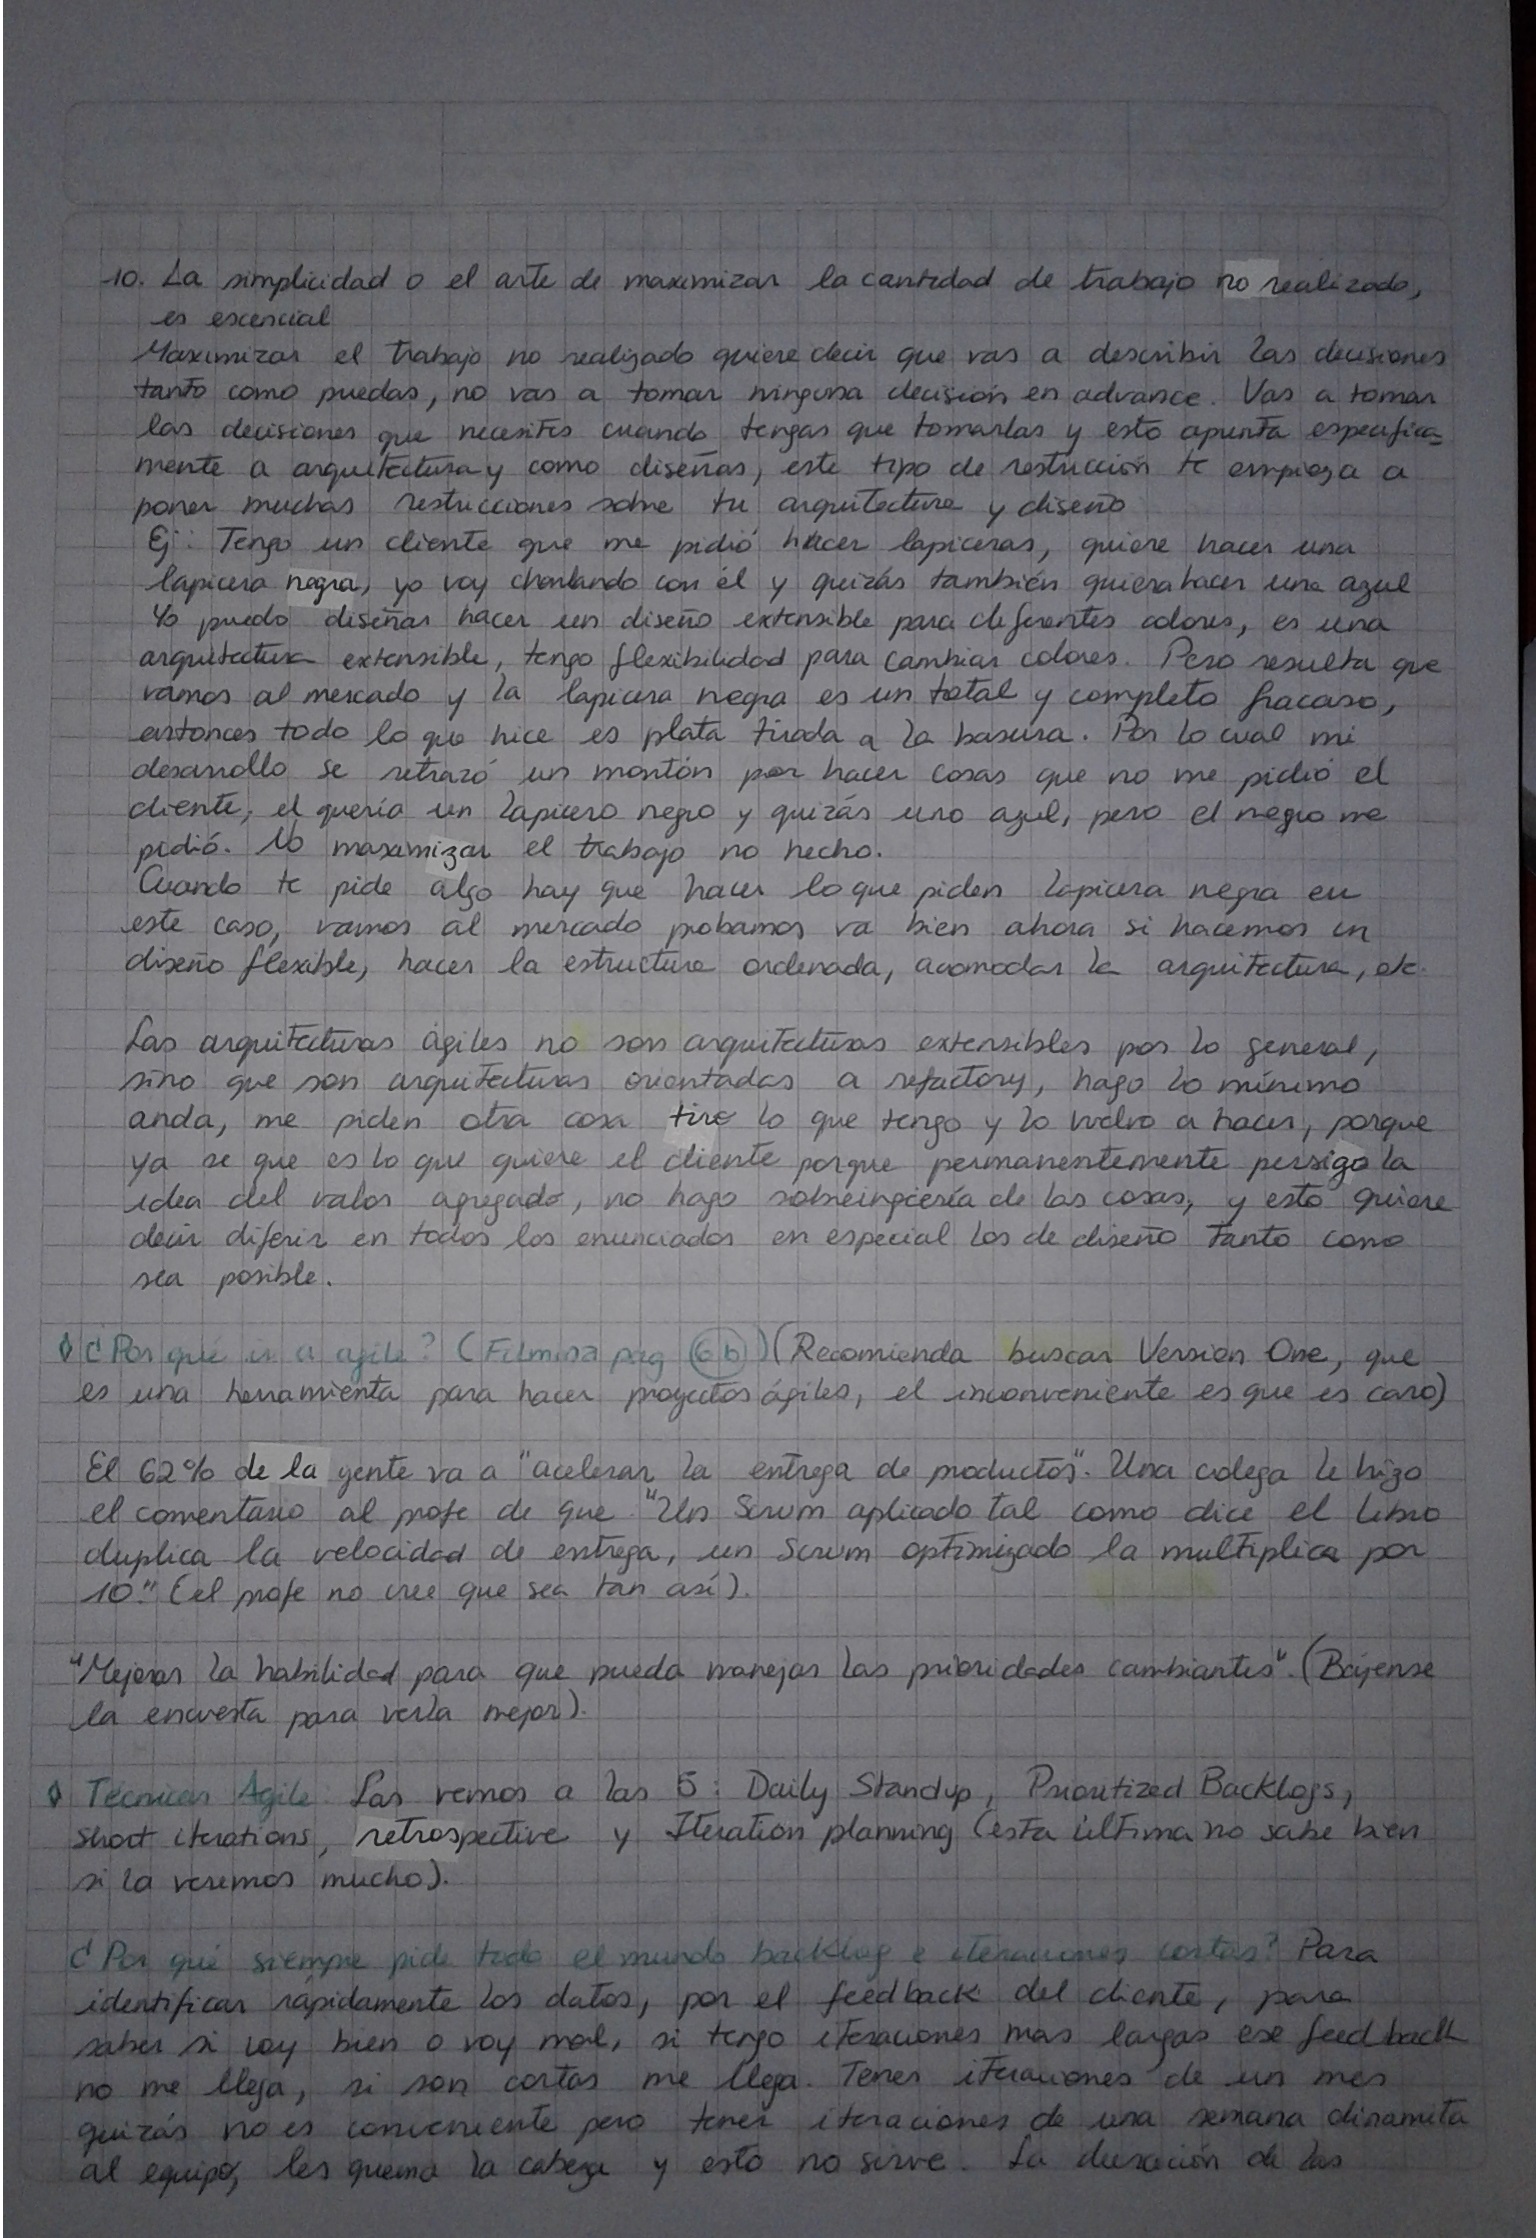 10. La simplicidad o el arte de maximizar la cantidad de trabajo no realizado,
es escencial
Maximizar el trabajo no realizado quiere decir que vas a describir las decisiones
tanto como puedas, no vas a tomar ninguna decisión en advance. Vas a tomar
las decisiones que necesites cuando tengas que tomarlas y esto apunta especifica=
mente a arquitectura y como diseñas, este tipo de restricción te empieza a
poner muchas restricciones sobre tu arquitectura y diseño
Ej: Tengo un cliente que me pidió hacer lapiceras, quiere hacer una
lapicera negra, yo voy charlando con él y quizás también quiera hacer una azul
Yo puedo diseñar hacer un diseño extensible para diferentes colores, es una
arquitectura extensible, tengo flexibilidad para cambiar colores. Pero resulta que
vamos al mercado y la lapicera negra es un total y completo fracaso,
entonces todo lo que hice es plata tirada a la basura. Por lo cual mi
desarrollo se retrazó un montón por hacer cosas que no me pidió el
cliente, el quería un lapicero negro y quizás uno azul, pero el negro me
pidió. No maximizar el trabajo no hecho.
Cuando te pide algo hay que hacer lo que piden lapicera negra en
este caso, vamos al mercado probamos va bien ahora si hacemos un
diseño flexible, hacer la estructura ordenada, acomodar la arquitectura, etc.
Las arquitecturas ágiles no son arquitecturas extensibles por lo general,
sino que son arquitecturas orientadas a refactory, hago lo mínimo
anda, me piden otra cosa tiro lo que tengo y lo vuelvo a hacer, porque
ya se que es lo que quiere el cliente porque permanentemente persigo la
idea del valor agregado, no hago sobreingiería de las cosas, y esto quiere
decir diferir en todos los enunciados en especial los de diseño tanto como
sea posible.
◊ ¿Por qué ir a agile? (Filmina pag 6b) (Recomienda buscar Version One, que
es una herramienta para hacer proyectos ágiles, el inconveniente es que es caro)
El 62% de la gente va a "acelerar la entrega de productos". Una colega le hizo
el comentario al profe de que "Un Scrum aplicado tal como dice el libro
duplica la velocidad de entrega, un Scrum optimizado la multiplica por
10." (el profe no cree que sea tan así).
"Mejorar la habilidad para que pueda manejar las prioridades cambiantes". (Bájense
la encuesta para verla mejor).
◊ Técnicas Agile: Las vemos a las 5: Daily Standup, Prioritized Backlogs,
short iterations, retrospective y Iteration planning (esta última no sabe bien
si la veremos mucho).
¿Por qué siempre pide todo el mundo backlog e iteraciones cortas? Para
identificar rápidamente los datos, por el feedback del cliente, para
saber si voy bien o voy mal, si tengo iteraciones mas largas ese feedback
no me llega, si son cortas me llega. Tener iteraciones de un mes
quizás no es conveniente pero tener iteraciones de una semana dinamita
al equipo, les quema la cabeza y esto no sirve. La duración de las